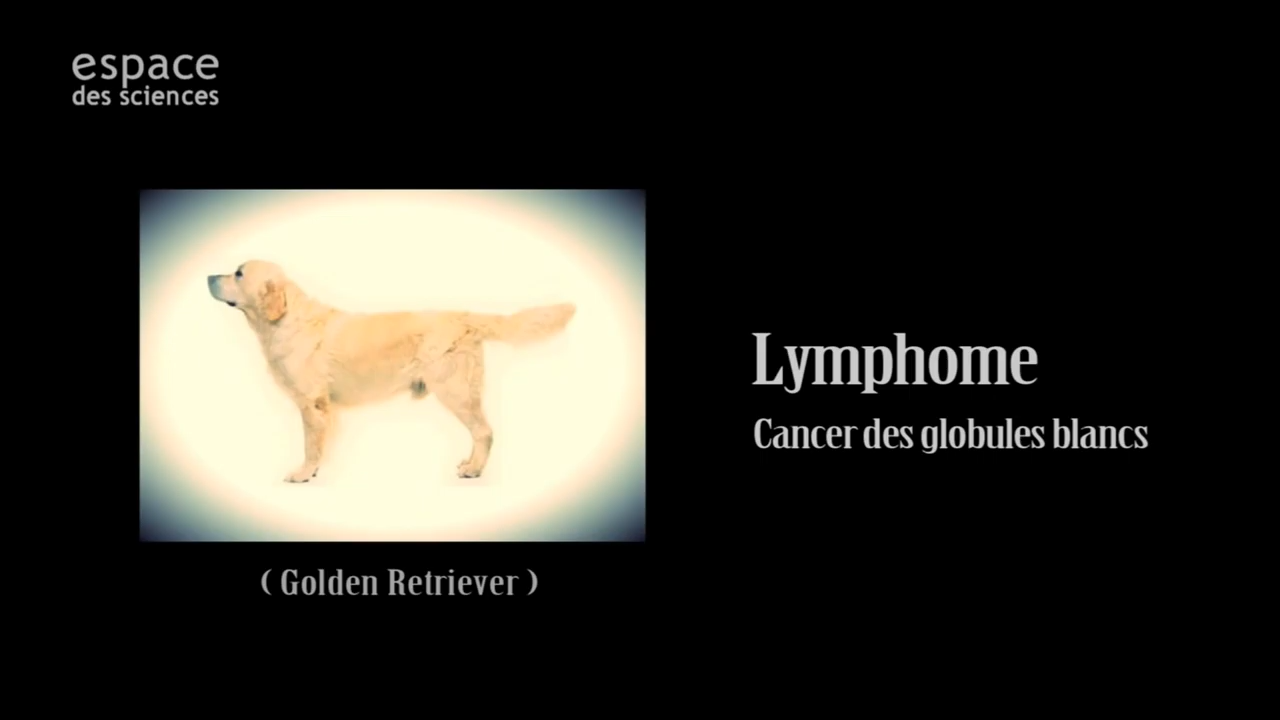 espace
des sciences
Lymphome
Cancer des globules blancs
( Golden Retriever )